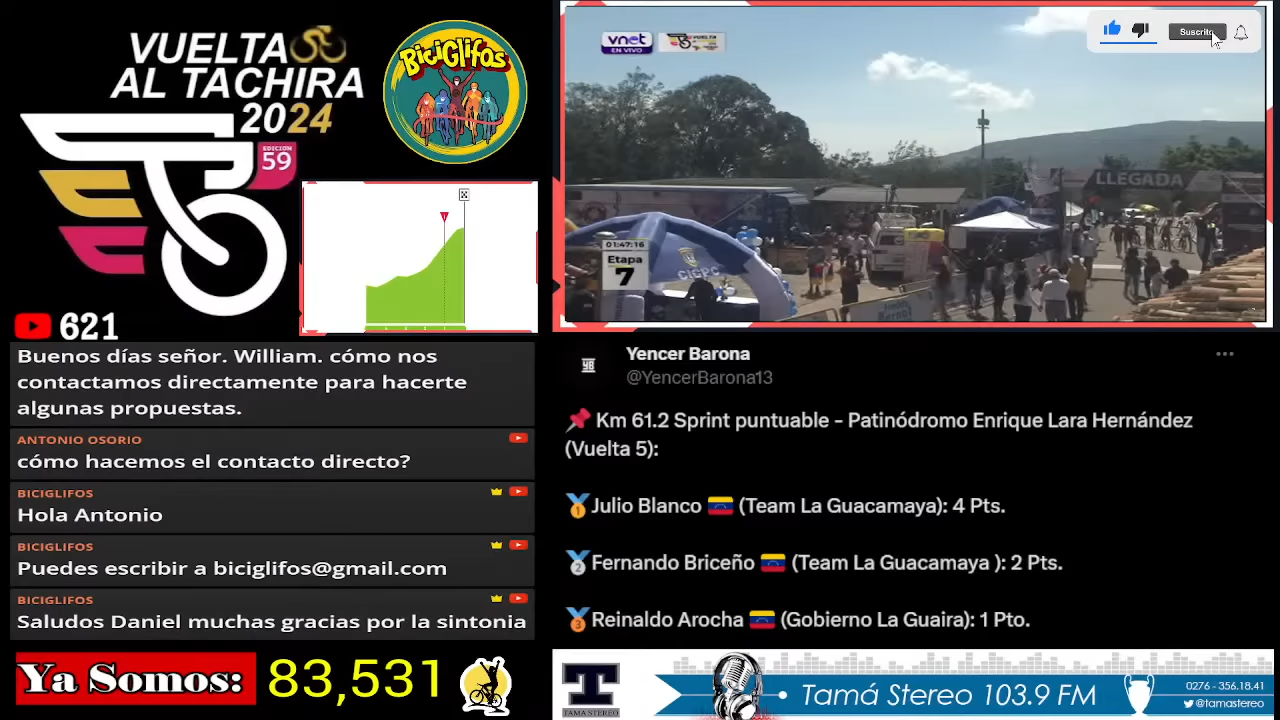 VUELTA
AL TACHIRA
2024
EDICIÓN
59
BiciGlifos
621
Buenos días señor. William. cómo nos
contactamos directamente para hacerte
algunas propuestas.
ANTONIO OSORIO
cómo hacemos el contacto directo?
BICIGLIFOS
Hola Antonio
BICIGLIFOS
Puedes escribir a biciglifos@gmail.com
BICIGLIFOS
Saludos Daniel muchas gracias por la sintonia
Ya Somos: 83,531
vnet
EN VIVO
VUELTA
Suscrito
LLEGADA
01:47:16
Etapa
7
CICPC
Yencer Barona
@YencerBarona13
YB
📌 Km 61.2 Sprint puntuable - Patinódromo Enrique Lara Hernández
(Vuelta 5):
🥇Julio Blanco 🇻🇪 (Team La Guacamaya): 4 Pts.
🥈Fernando Briceño 🇻🇪 (Team La Guacamaya ): 2 Pts.
🥉Reinaldo Arocha 🇻🇪 (Gobierno La Guaira): 1 Pto.
T
TAMA STEREO
Tamá Stereo 103.9 FM
0276 - 356.18.41
@tamastereo